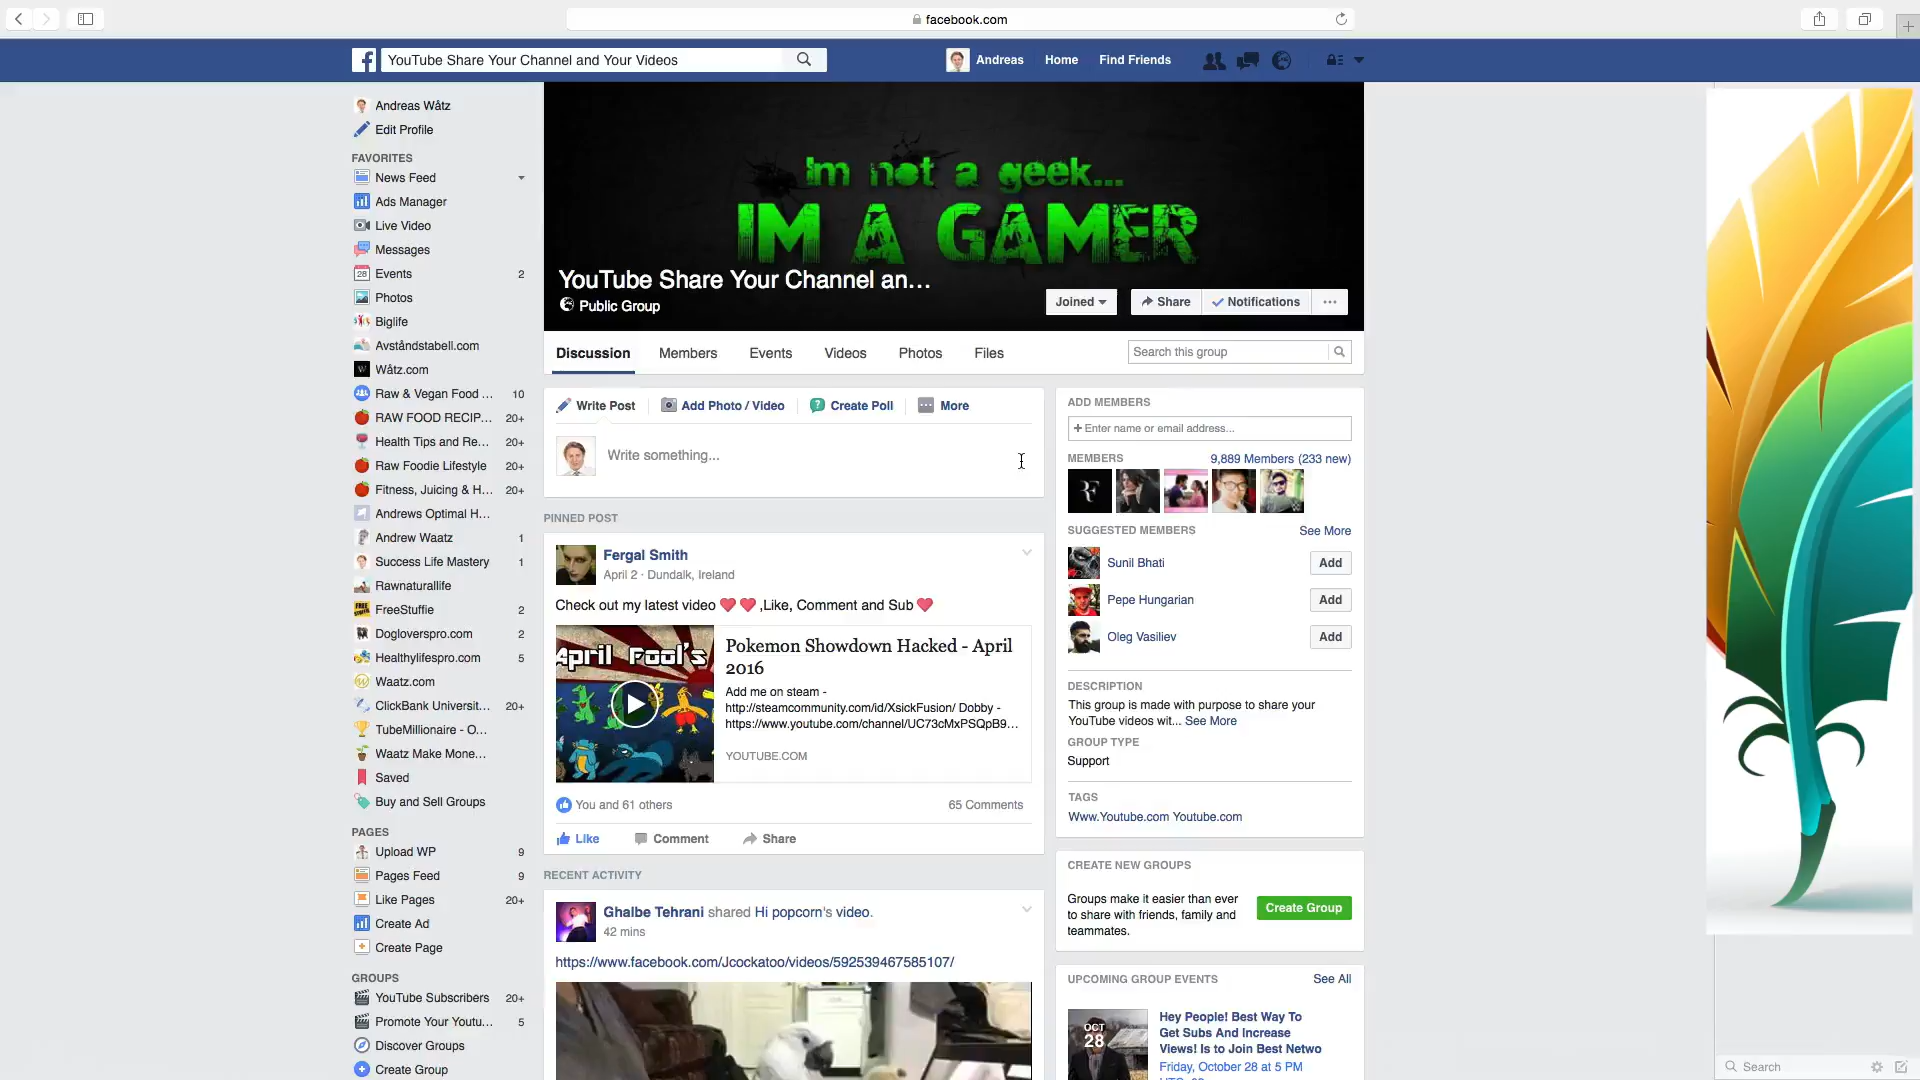 facebook.com
YouTube Share Your Channel and Your Videos
Andreas
Home
Find Friends
Andreas Wåtz
Edit Profile
FAVORITES
News Feed
Ads Manager
Live Video
Messages
Events 2
Photos
Biglife
Avståndstabell.com
Wåtz.com
Raw & Vegan Food ... 10
RAW FOOD RECIP... 20+
Health Tips and Re... 20+
Raw Foodie Lifestyle 20+
Fitness, Juicing & H... 20+
Andrews Optimal H...
Andrew Waatz 1
Success Life Mastery 1
Rawnaturallife
FreeStuffie 2
Dogloverspro.com 2
Healthylifespro.com 5
Waatz.com
ClickBank Universit... 20+
TubeMillionaire - O...
Waatz Make Mone...
Saved
Buy and Sell Groups
PAGES
Upload WP 9
Pages Feed 9
Like Pages 20+
Create Ad
Create Page
GROUPS
YouTube Subscribers 20+
Promote Your Youtu... 5
Discover Groups
Create Group
Im not a geek...
IM A GAMER
YouTube Share Your Channel an...
Public Group
Joined
Share
Notifications
Discussion
Members
Events
Videos
Photos
Files
Search this group
Write Post
Add Photo / Video
Create Poll
More
Write something...
PINNED POST
Fergal Smith
April 2 · Dundalk, Ireland
Check out my latest video ❤️ ❤️ ,Like, Comment and Sub ❤️
April Fool's
Pokemon Showdown Hacked - April
2016
Add me on steam -
http://steamcommunity.com/id/XsickFusion/ Dobby -
https://www.youtube.com/channel/UC73cMxPSQpB9...
YOUTUBE.COM
You and 61 others
65 Comments
Like
Comment
Share
RECENT ACTIVITY
Ghalbe Tehrani shared Hi popcorn's video.
42 mins
https://www.facebook.com/Jcockatoo/videos/592539467585107/
ADD MEMBERS
+ Enter name or email address...
MEMBERS
9,889 Members (233 new)
SUGGESTED MEMBERS
See More
Sunil Bhati
Add
Pepe Hungarian
Add
Oleg Vasiliev
Add
DESCRIPTION
This group is made with purpose to share your
YouTube videos wit... See More
GROUP TYPE
Support
TAGS
Www.Youtube.com Youtube.com
CREATE NEW GROUPS
Groups make it easier than ever
to share with friends, family and
teammates.
Create Group
UPCOMING GROUP EVENTS
See All
OCT
28
Hey People! Best Way To
Get Subs And increase
Views! Is to Join Best Netwo
Friday, October 28 at 5 PM
Search